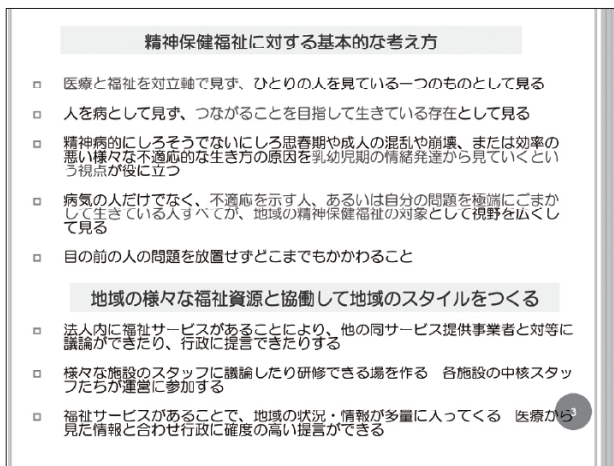 精神保健福祉に対する基本的な考え方
医療と福祉を対立軸で見ず、ひとりの人を見ている一つのものとして見る
人を病として見ず、つながることを目指して生きている存在として見る
精神病的にしろそうでないにしろ思春期や成人の混乱や崩壊、または効率の
悪い様々な不適応的な生き方の原因を乳幼児期の情緒発達から見ていくとい
う視点が役に立つ
病気の人だけでなく、不適応を示す人、あるいは自分の問題を極端にごまか
して生きている人すべてが、地域の精神保健福祉の対象として視野を広くし
て見る
目の前の人の問題を放置せずどこまでもかかわること
地域の様々な福祉資源と協働して地域のスタイルをつくる
法人内に福祉サービスがあることにより、他の同サービス提供事業者と対等に
議論ができたり、行政に提言できたりする
様々な施設のスタッフに議論したり研修できる場を作る　各施設の中核スタッ
フたちが運営に参加する
福祉サービスがあることで、地域の状況・情報が多量に入ってくる　医療から
見た情報と合わせ行政に確度の高い提言ができる
3